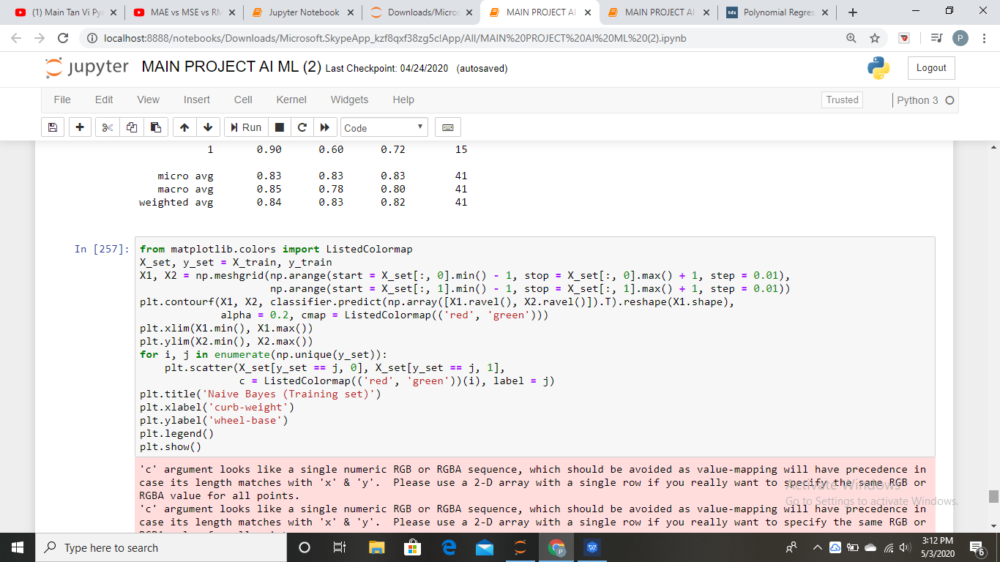 (1) Main Tan Vi Pya
MAE vs MSE vs RM
Jupyter Notebook
Downloads/Micros
MAIN PROJECT AI
MAIN PROJECT AI
tds Polynomial Regres
localhost:8888/notebooks/Downloads/Microsoft.SkypeApp_kzf8qxf38zg5c!App/All/MAIN%20PROJECT%20AI%20ML%20(2).ipynb
P
jupyter MAIN PROJECT AI ML (2) Last Checkpoint: 04/24/2020 (autosaved)
Logout
File Edit View Insert Cell Kernel Widgets Help
Trusted
Python 3
Run
Code
1 0.90 0.60 0.72 15
micro avg 0.83 0.83 0.83 41
macro avg 0.85 0.78 0.80 41
weighted avg 0.84 0.83 0.82 41
In [257]: from matplotlib.colors import ListedColormap
X_set, y_set = X_train, y_train
X1, X2 = np.meshgrid(np.arange(start = X_set[:, 0].min() - 1, stop = X_set[:, 0].max() + 1, step = 0.01),
np.arange(start = X_set[:, 1].min() - 1, stop = X_set[:, 1].max() + 1, step = 0.01))
plt.contourf(X1, X2, classifier.predict(np.array([X1.ravel(), X2.ravel()]).T).reshape(X1.shape),
alpha = 0.2, cmap = ListedColormap(('red', 'green')))
plt.xlim(X1.min(), X1.max())
plt.ylim(X2.min(), X2.max())
for i, j in enumerate(np.unique(y_set)):
plt.scatter(X_set[y_set == j, 0], X_set[y_set == j, 1],
c = ListedColormap(('red', 'green'))(i), label = j)
plt.title('Naive Bayes (Training set)')
plt.xlabel('curb-weight')
plt.ylabel('wheel-base')
plt.legend()
plt.show()
'c' argument looks like a single numeric RGB or RGBA sequence, which should be avoided as value-mapping will have precedence in
case its length matches with 'x' & 'y'.  Please use a 2-D array with a single row if you really want to specify the same RGB or
RGBA value for all points.
'c' argument looks like a single numeric RGB or RGBA sequence, which should be avoided as value-mapping will have precedence in
case its length matches with 'x' & 'y'.  Please use a 2-D array with a single row if you really want to specify the same RGB or
Activate Windows
Go to Settings to activate Windows.
Type here to search
3:12 PM
5/3/2020
6